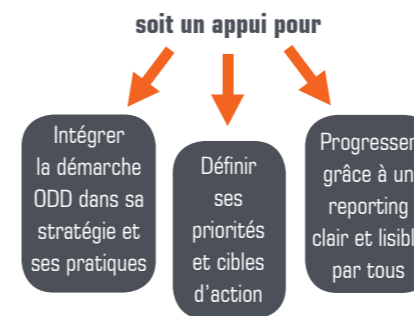 soit un appui pour
Intégrer
la démarche
ODD dans sa
stratégie et
ses pratiques
Définir
ses
priorités
et cibles
d'action
Progresser
grâce à un
reporting
clair et lisible
par tous